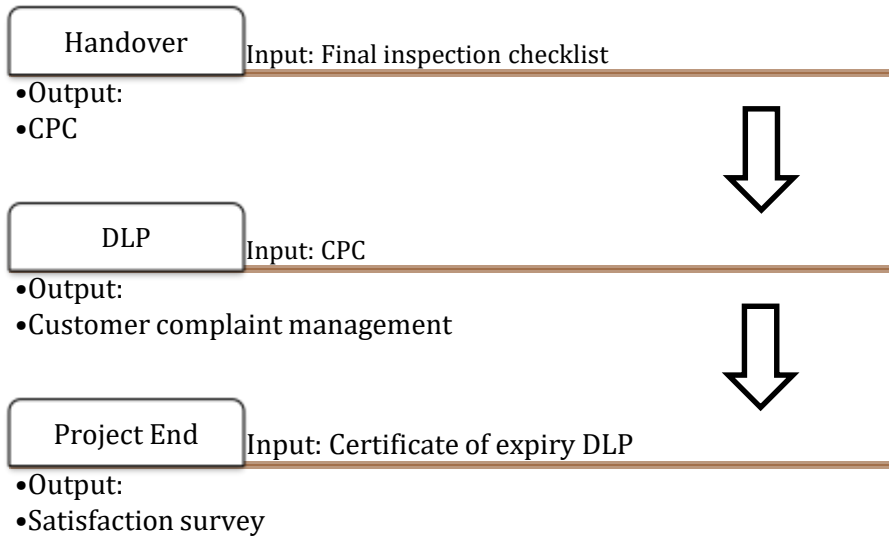 Handover
Input: Final inspection checklist
•Output:
•CPC
DLP
Input: CPC
•Output:
•Customer complaint management
Project End
Input: Certificate of expiry DLP
•Output:
•Satisfaction survey